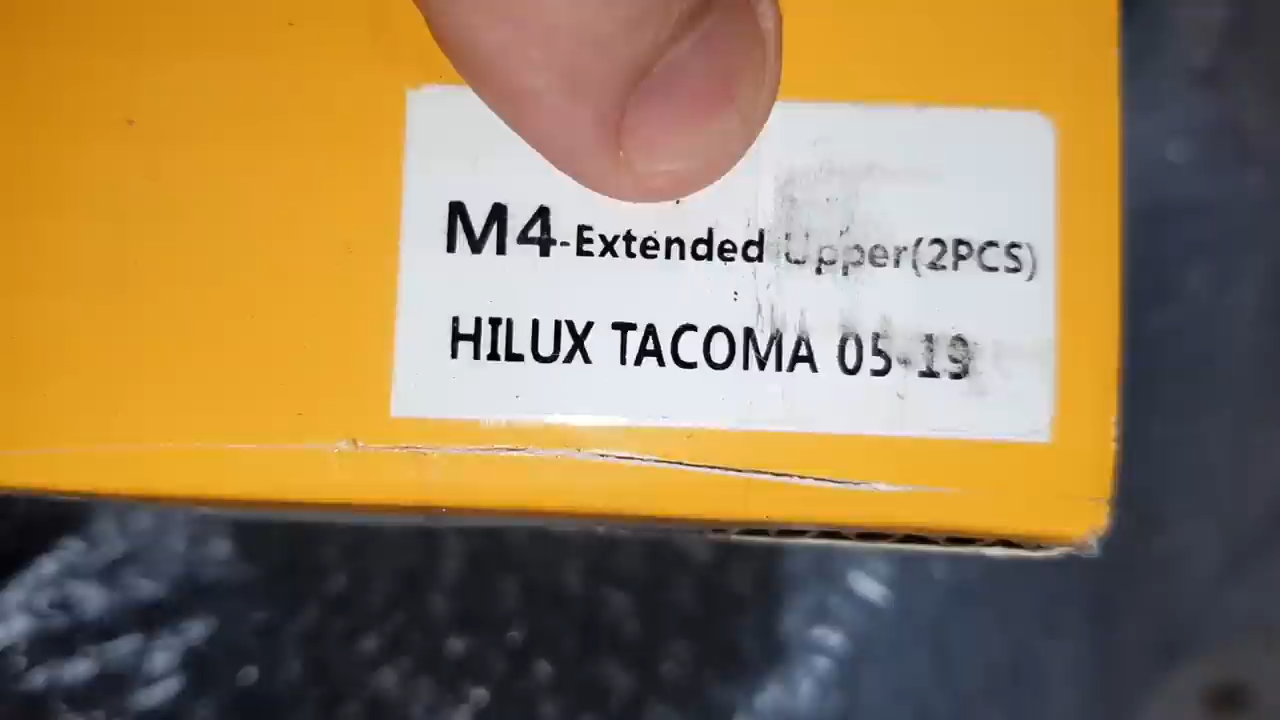 M4-Extended Upper(2PCS)
HILUX TACOMA 05-19